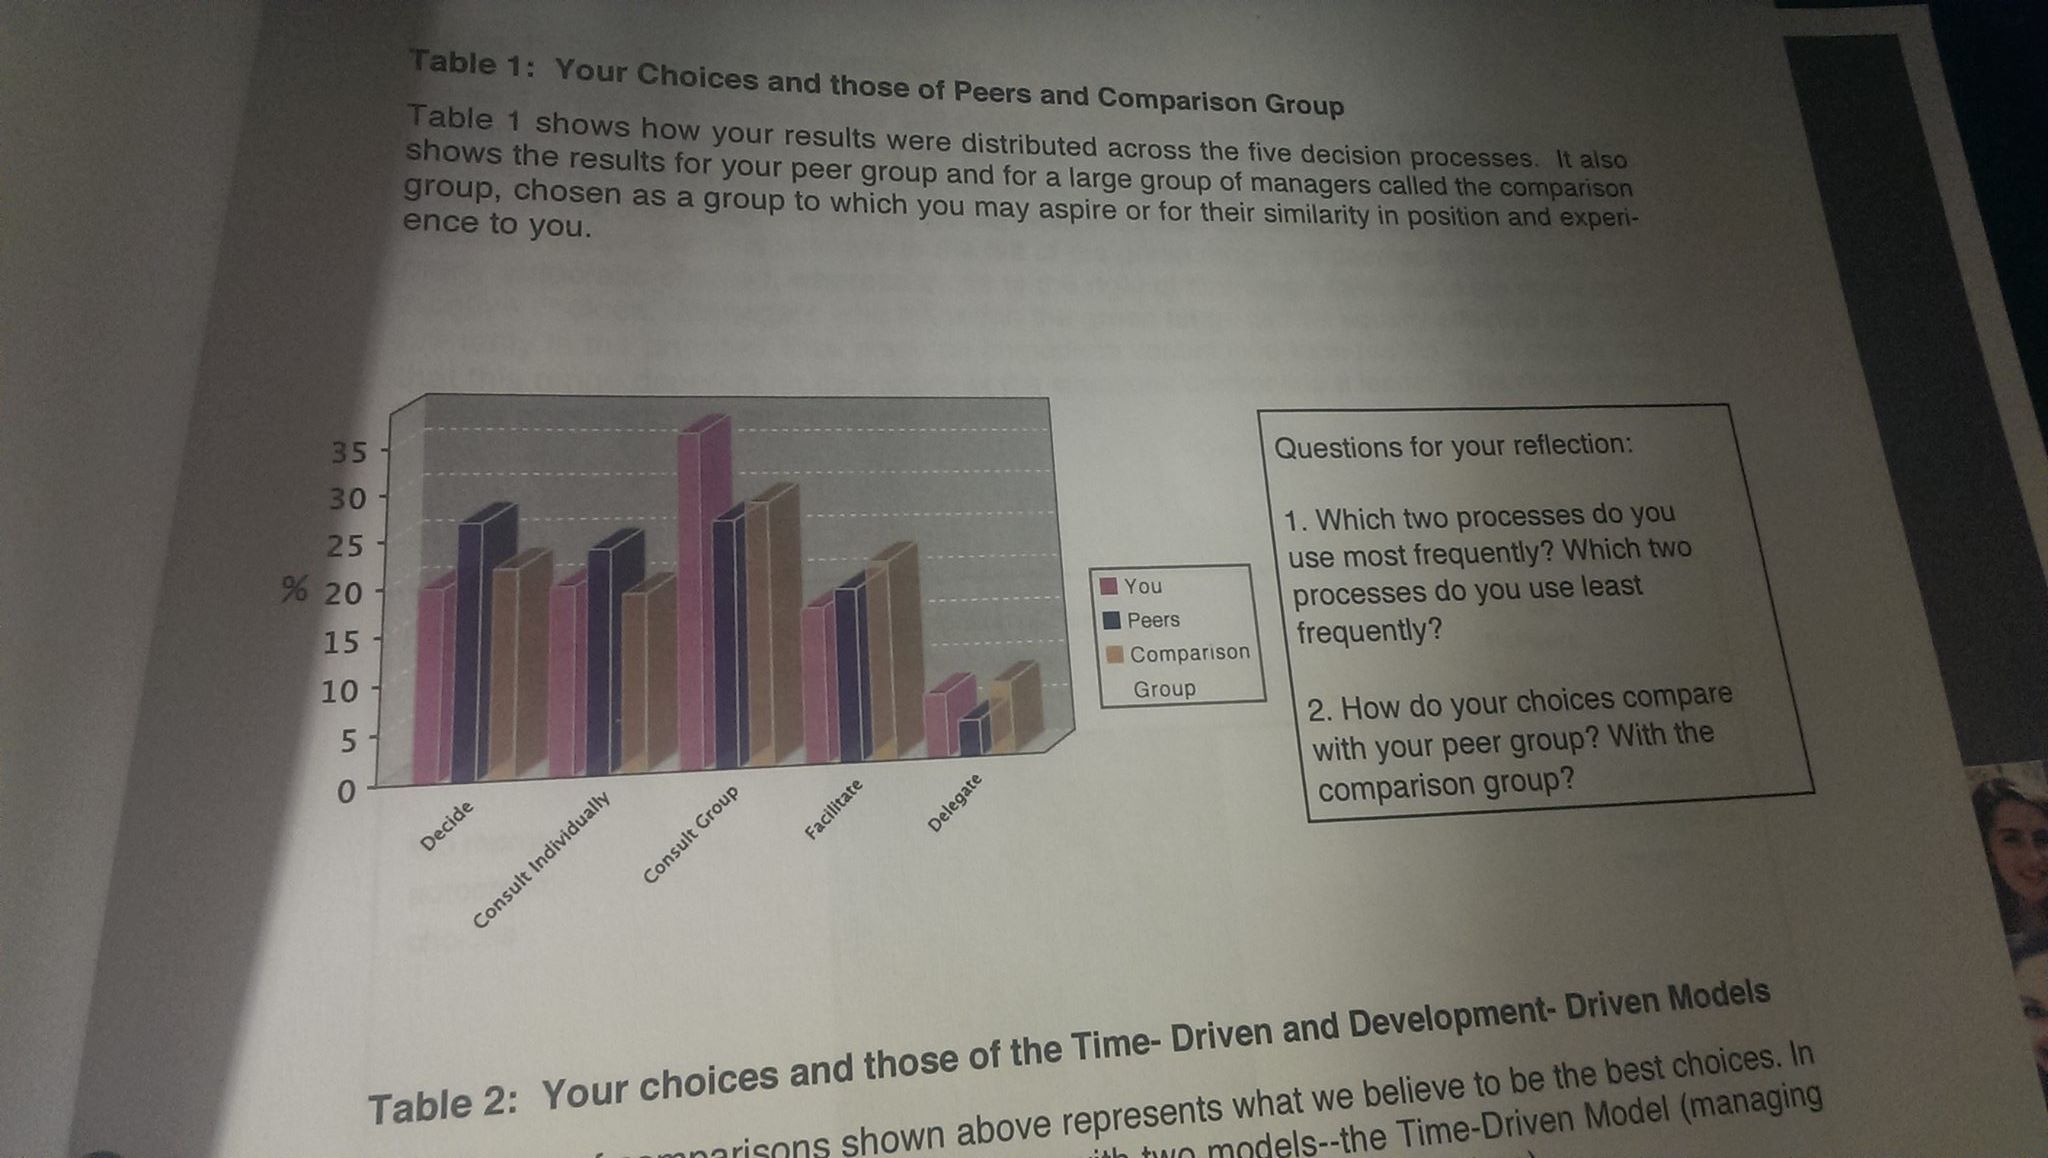 Table 1: Your Choices and those of Peers and Comparison Group
Table 1 shows how your results were distributed across the five decision processes. It also
shows the results for your peer group and for a large group of managers called the comparison
group, chosen as a group to which you may aspire or for their similarity in position and experi-
ence to you.
35
30
25
% 20
15
10
5
0
Decide
Consult Individually
Consult Group
Facilitate
Delegate
You
Peers
Comparison
Group
Questions for your reflection:
1. Which two processes do you
use most frequently? Which two
processes do you use least
frequently?
2. How do your choices compare
with your peer group? With the
comparison group?
Table 2: Your choices and those of the Time- Driven and Development- Driven Models
shown above represents what we believe to be the best choices. In
two models--the Time-Driven Model (managing